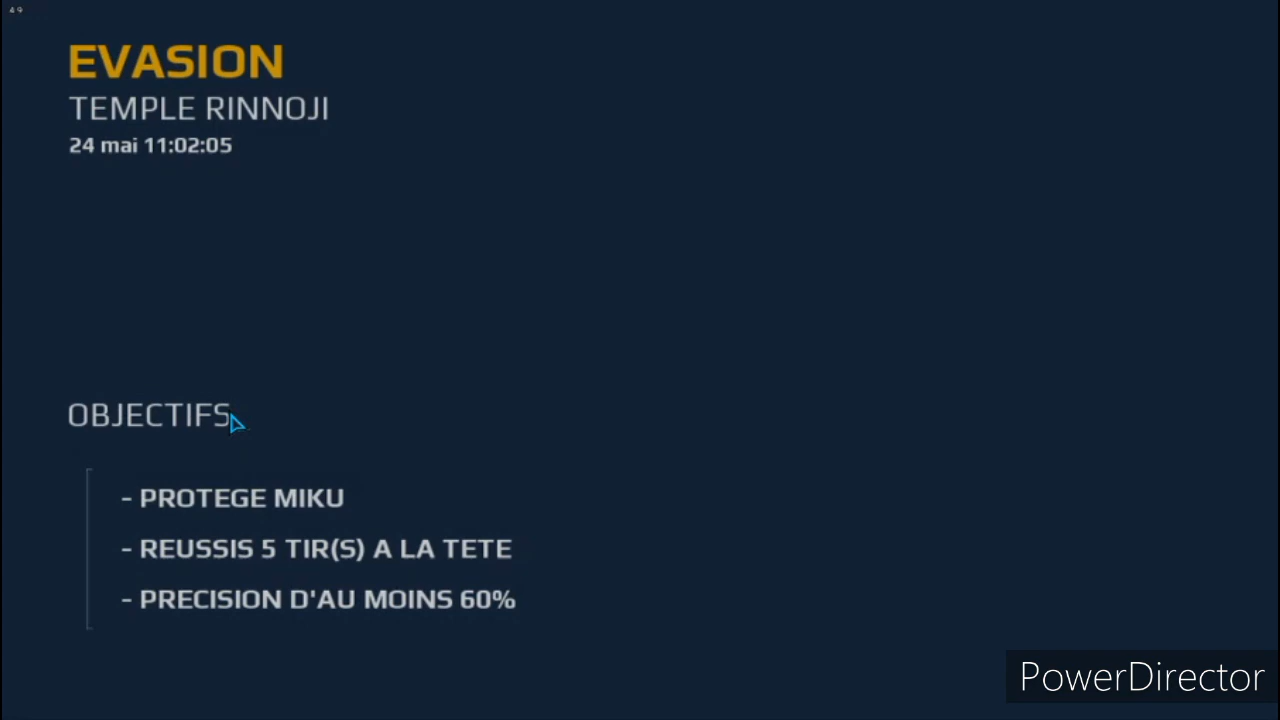 49
EVASION
TEMPLE RINNOJI
24 mai 11:02:05
OBJECTIFS
- PROTEGE MIKU
- REUSSIS 5 TIR(S) A LA TETE
- PRECISION D'AU MOINS 60%
PowerDirector